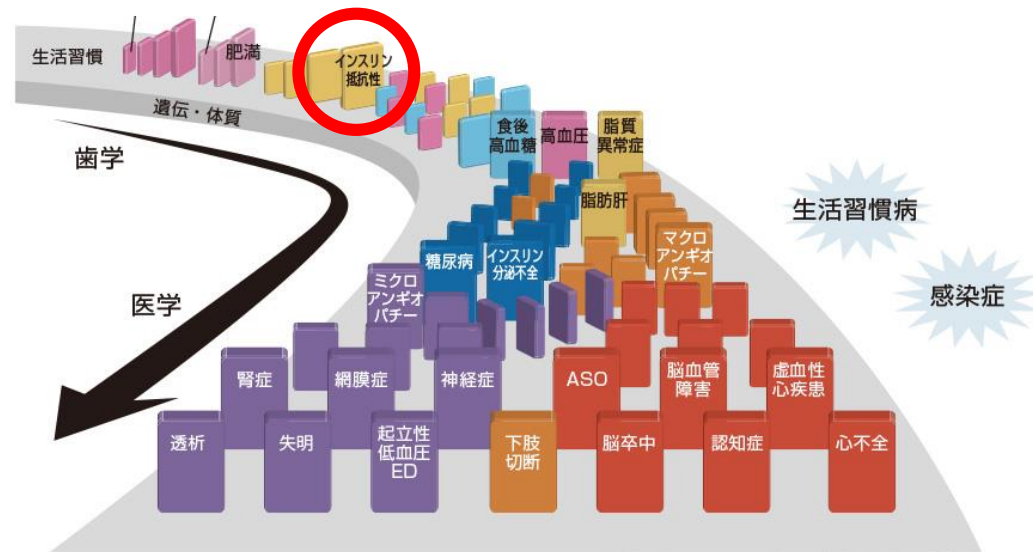 生活習慣
肥満
インスリン
抵抗性
遺伝・体質
歯学
食後
高血糖
高血圧
脂質
異常症
脂肪肝
生活習慣病
糖尿病
インスリン
分泌不全
マクロ
アンギオ
パチー
ミクロ
アンギオ
パチー
医学
感染症
腎症
網膜症
神経症
ASO
脳血管
障害
虚血性
心疾患
透析
失明
起立性
低血圧
ED
下肢
切断
脳卒中
認知症
心不全